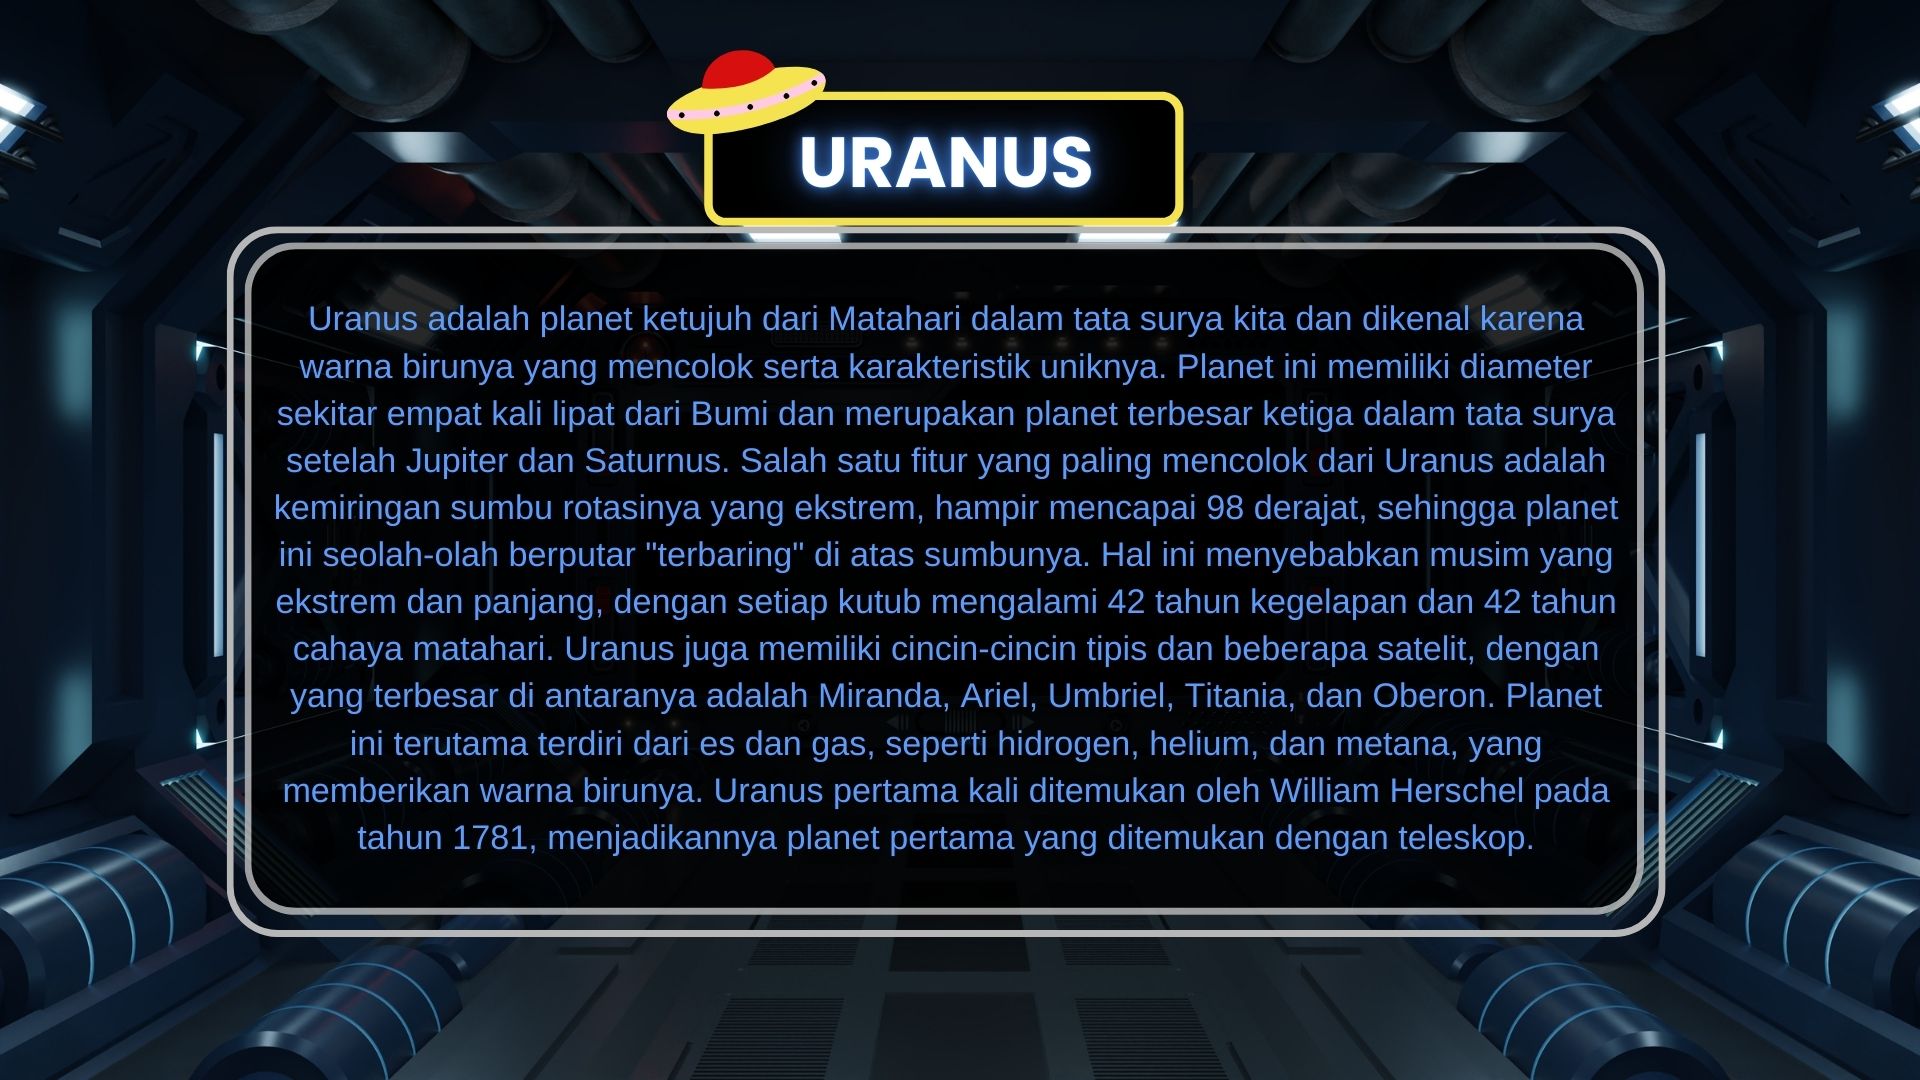 URANUS
Uranus adalah planet ketujuh dari Matahari dalam tata surya kita dan dikenal karena
warna birunya yang mencolok serta karakteristik uniknya. Planet ini memiliki diameter
sekitar empat kali lipat dari Bumi dan merupakan planet terbesar ketiga dalam tata surya
setelah Jupiter dan Saturnus. Salah satu fitur yang paling mencolok dari Uranus adalah
kemiringan sumbu rotasinya yang ekstrem, hampir mencapai 98 derajat, sehingga planet
ini seolah-olah berputar "terbaring" di atas sumbunya. Hal ini menyebabkan musim yang
ekstrem dan panjang, dengan setiap kutub mengalami 42 tahun kegelapan dan 42 tahun
cahaya matahari. Uranus juga memiliki cincin-cincin tipis dan beberapa satelit, dengan
yang terbesar di antaranya adalah Miranda, Ariel, Umbriel, Titania, dan Oberon. Planet
ini terutama terdiri dari es dan gas, seperti hidrogen, helium, dan metana, yang
memberikan warna birunya. Uranus pertama kali ditemukan oleh William Herschel pada
tahun 1781, menjadikannya planet pertama yang ditemukan dengan teleskop.